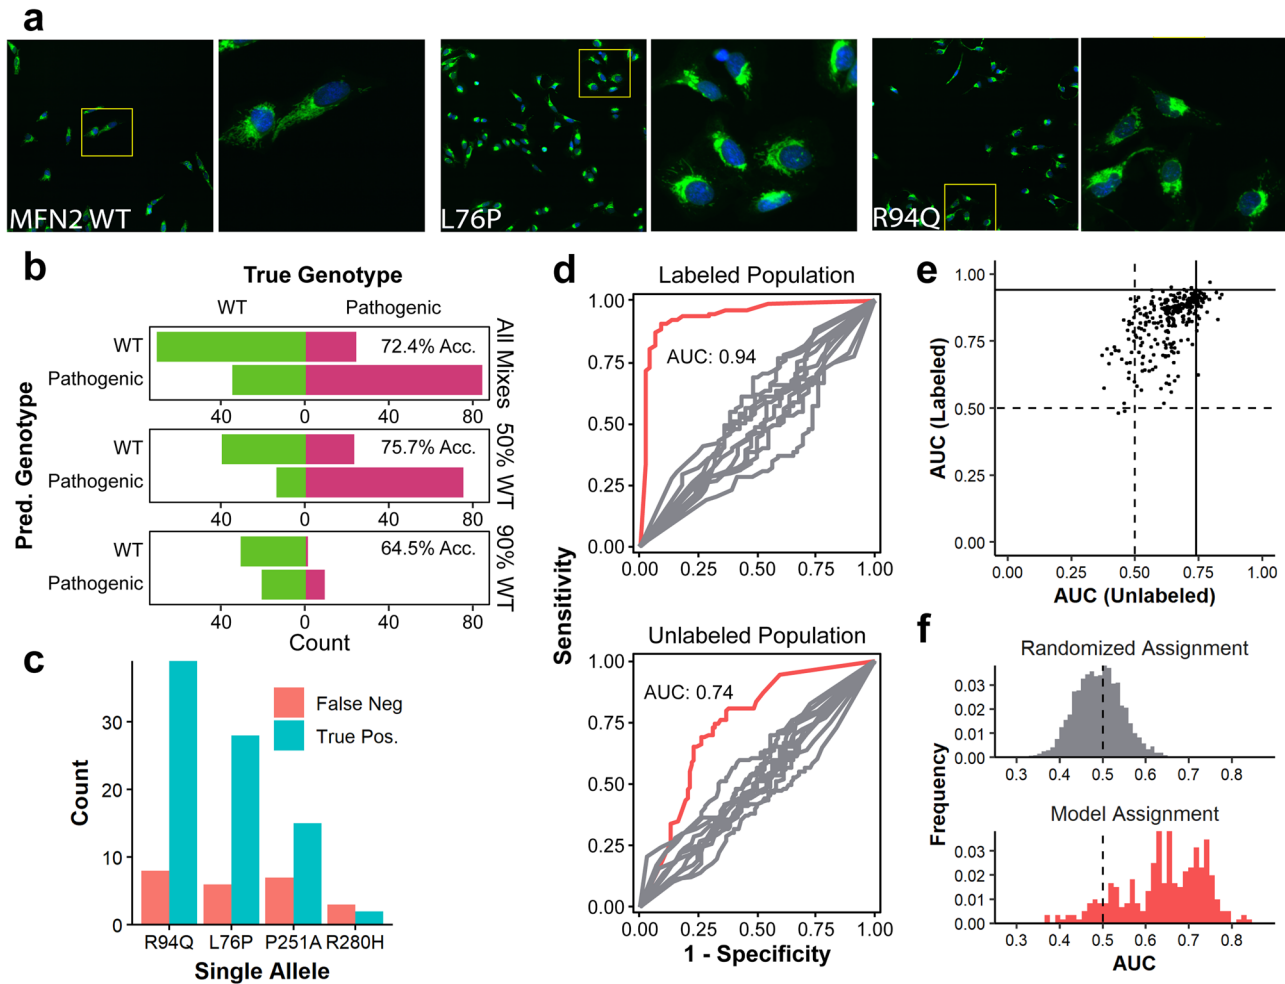 a
MFN2 WT
L76P
R94Q
b
True Genotype
WT Pathogenic
Pred. Genotype
WT
72.4% Acc.
Pathogenic
All Mixes
40 0 40 80
WT
75.7% Acc.
Pathogenic
50% WT
40 0 40 80
WT
64.5% Acc.
Pathogenic
90% WT
40 0 40 80
Count
c
Count
30
20
10
0
False Neg
True Pos.
R94Q L76P P251A R280H
Single Allele
d
Labeled Population
1.00
0.75
0.50
0.25
0.00
AUC: 0.94
0.00 0.25 0.50 0.75 1.00
Sensitivity
Unlabeled Population
1.00
0.75
0.50
0.25
0.00
AUC: 0.74
0.00 0.25 0.50 0.75 1.00
1 - Specificity
e
AUC (Labeled)
1.00
0.75
0.50
0.25
0.00
0.00 0.25 0.50 0.75 1.00
AUC (Unlabeled)
f
Randomized Assignment
Frequency
0.03
0.02
0.01
0.00
0.3 0.4 0.5 0.6 0.7 0.8
Model Assignment
0.03
0.02
0.01
0.00
0.3 0.4 0.5 0.6 0.7 0.8
AUC